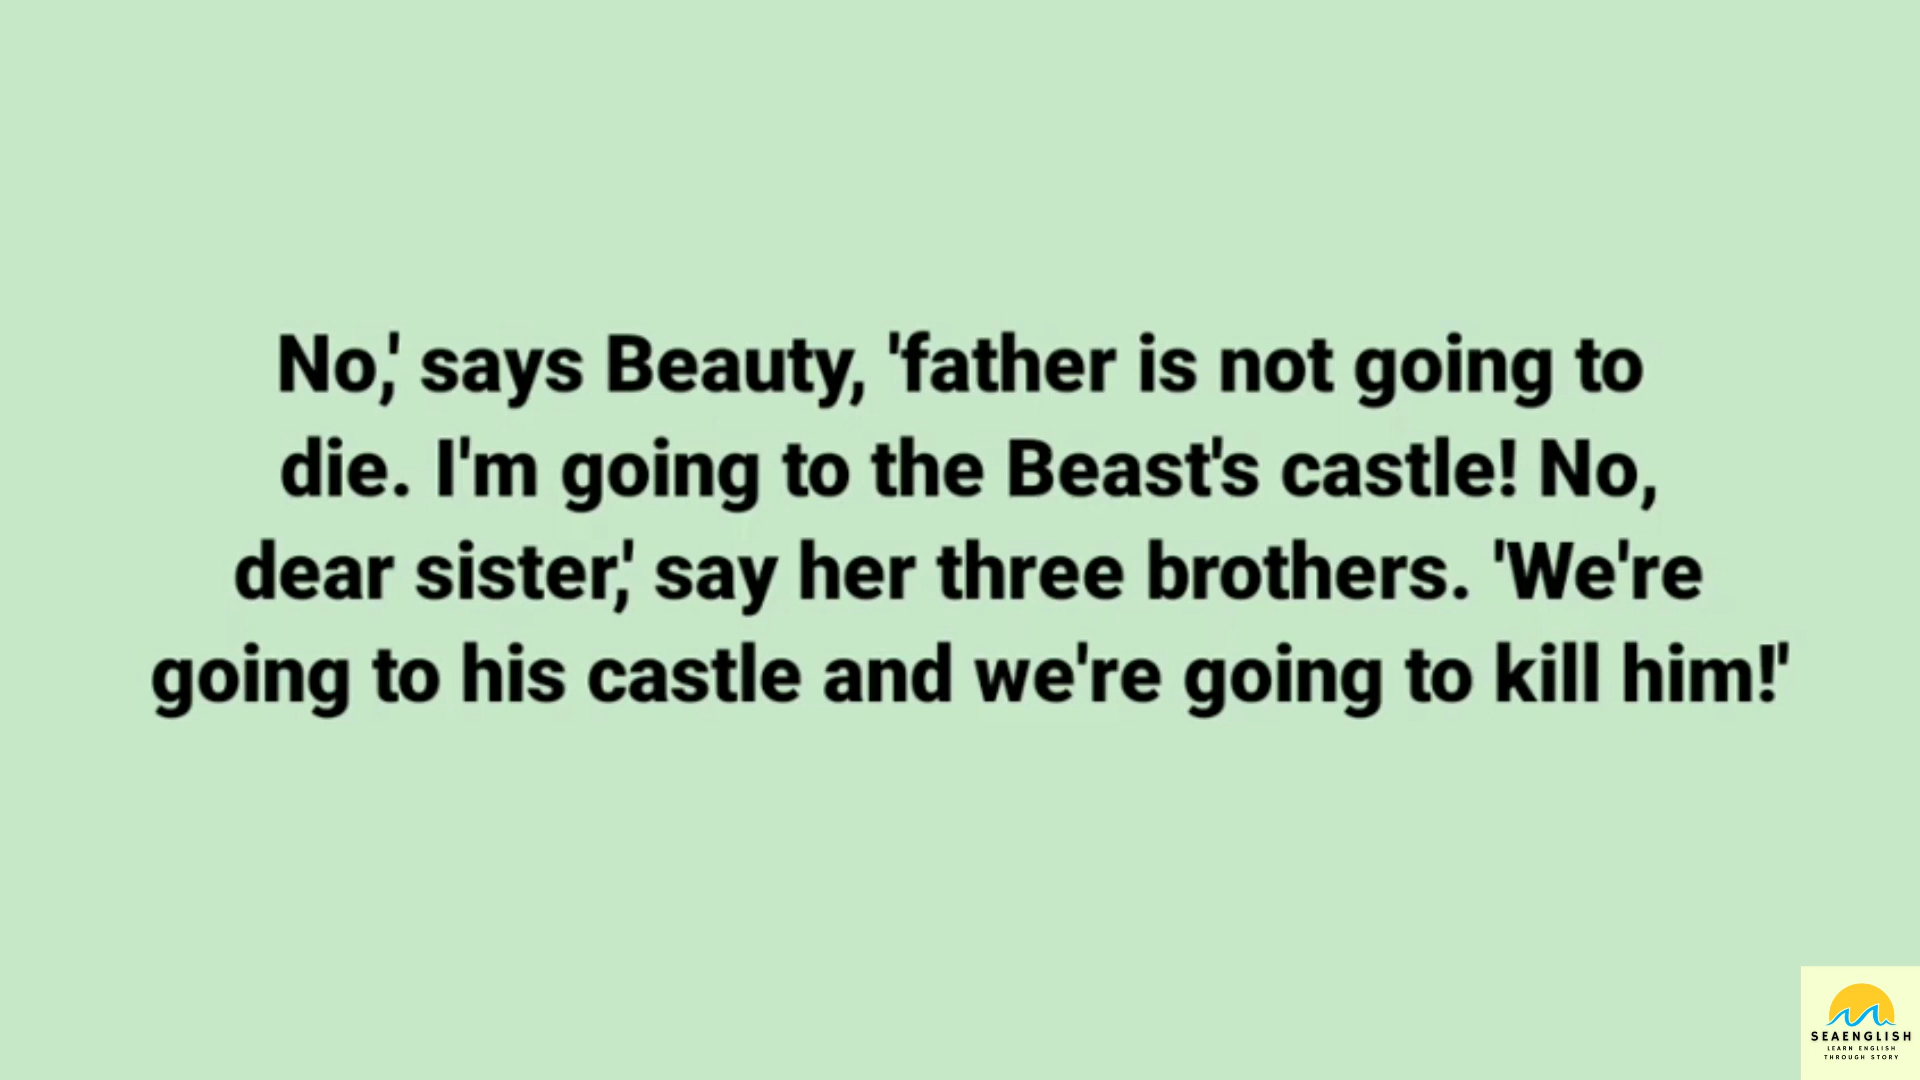 No,' says Beauty, 'father is not going to
die. I'm going to the Beast's castle! No,
dear sister,' say her three brothers. 'We're
going to his castle and we're going to kill him!'
SEAENGLISH
LEARN ENGLISH
THROUGH STORY